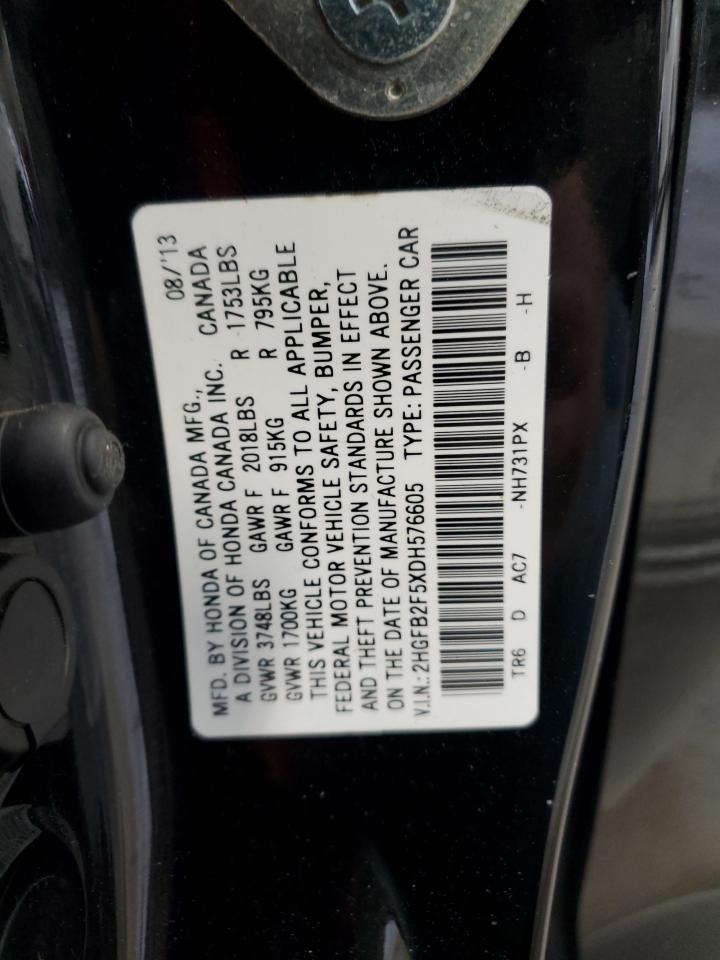 MFD. BY HONDA OF CANADA MFG., 08/'13
A DIVISION OF HONDA CANADA INC. CANADA
GVWR 3748LBS GAWR F 2018LBS R 1753LBS
GVWR 1700KG GAWR F 915KG R 795KG
THIS VEHICLE CONFORMS TO ALL APPLICABLE
FEDERAL MOTOR VEHICLE SAFETY, BUMPER,
AND THEFT PREVENTION STANDARDS IN EFFECT
ON THE DATE OF MANUFACTURE SHOWN ABOVE.
V.I.N.: 2HGFB2F5XDH576605 TYPE: PASSENGER CAR
TR6 D AC7 -NH731PX -B -H